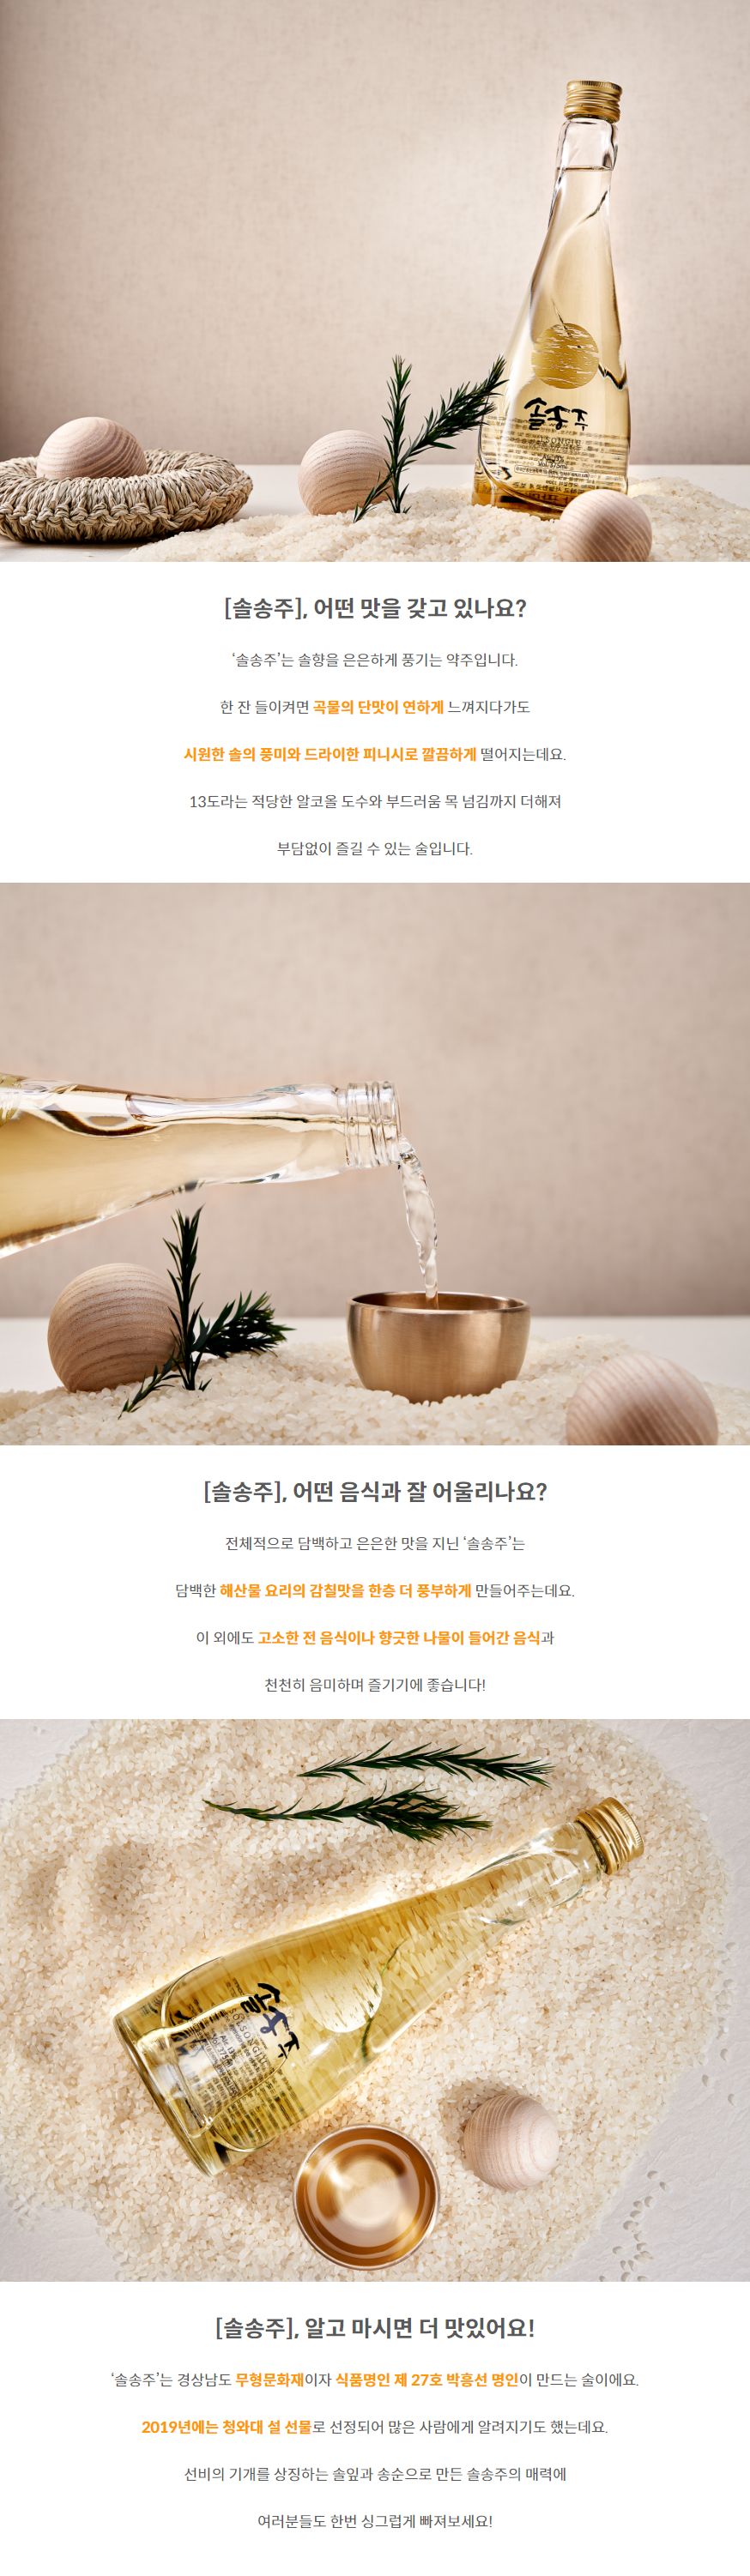 솔송주
[솔송주], 어떤 맛을 갖고 있나요?
‘솔송주’는 솔향을 은은하게 풍기는 약주입니다.
한 잔 들이켜면 곡물의 단맛이 연하게 느껴지다가도
시원한 솔의 풍미와 드라이한 피니시로 깔끔하게 떨어지는데요.
13도라는 적당한 알코올 도수와 부드러움 목 넘김까지 더해져
부담없이 즐길 수 있는 술입니다.
[솔송주], 어떤 음식과 잘 어울리나요?
전체적으로 담백하고 은은한 맛을 지닌 ‘솔송주’는
담백한 해산물 요리의 감칠맛을 한층 더 풍부하게 만들어주는데요.
이 외에도 고소한 전 음식이나 향긋한 나물이 들어간 음식과
천천히 음미하며 즐기기에 좋습니다!
솔송주
SOLSONGJU
[솔송주], 알고 마시면 더 맛있어요!
‘솔송주’는 경상남도 무형문화재이자 식품명인 제 27호 박흥선 명인이 만드는 술이에요.
2019년에는 청와대 설 선물로 선정되어 많은 사람에게 알려지기도 했는데요.
선비의 기개를 상징하는 솔잎과 송순으로 만든 솔송주의 매력에
여러분들도 한번 싱그럽게 빠져보세요!